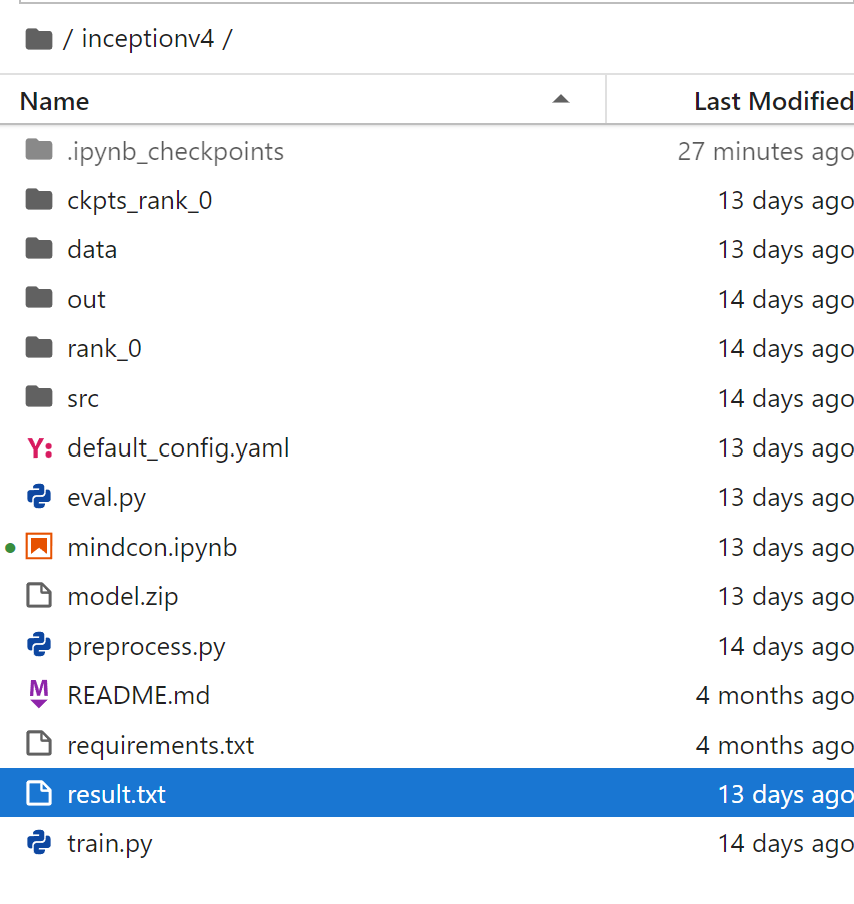 / inceptionv4 /
Name Last Modified
.ipynb_checkpoints 27 minutes ago
ckpts_rank_0 13 days ago
data 13 days ago
out 14 days ago
rank_0 14 days ago
src 14 days ago
Y: default_config.yaml 13 days ago
eval.py 13 days ago
mindcon.ipynb 13 days ago
model.zip 13 days ago
preprocess.py 14 days ago
M README.md 4 months ago
requirements.txt 4 months ago
result.txt 13 days ago
train.py 14 days ago